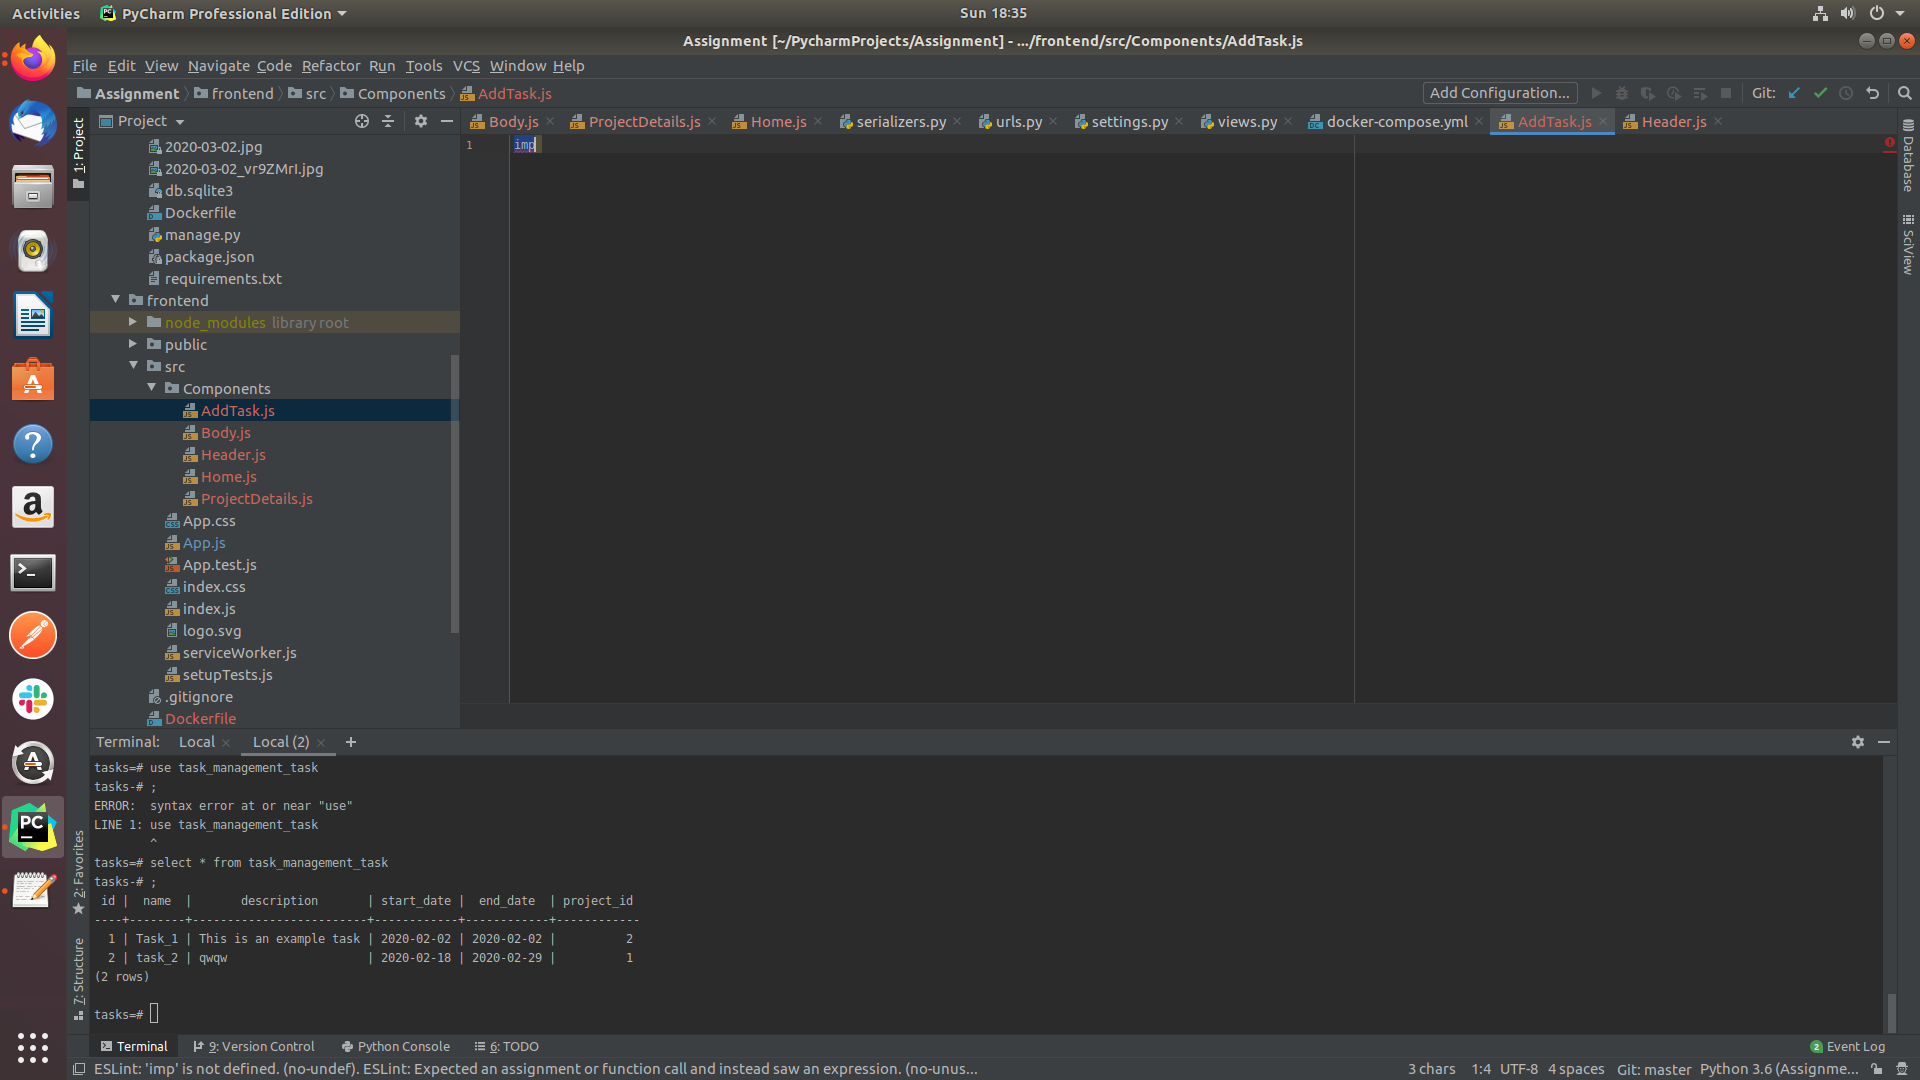 Activities PyCharm Professional Edition Sun 18:35
Assignment [~/PycharmProjects/Assignment] - .../frontend/src/Components/AddTask.js
File Edit View Navigate Code Refactor Run Tools VCS Window Help
Assignment frontend src Components AddTask.js Add Configuration... Git:
1: Project
Project
Body.js ProjectDetails.js Home.js serializers.py urls.py settings.py views.py docker-compose.yml AddTask.js Header.js
1 imp
Database
SciView
2020-03-02.jpg
2020-03-02_vr9ZMrI.jpg
db.sqlite3
Dockerfile
manage.py
package.json
requirements.txt
frontend
node_modules library root
public
src
Components
AddTask.js
Body.js
Header.js
Home.js
ProjectDetails.js
App.css
App.js
App.test.js
index.css
index.js
logo.svg
serviceWorker.js
setupTests.js
.gitignore
Dockerfile
2: Favorites
7: Structure
Terminal: Local Local (2) +
tasks=# use task_management_task
tasks-# ;
ERROR:  syntax error at or near "use"
LINE 1: use task_management_task
^
tasks=# select * from task_management_task
tasks-# ;
id | name | description | start_date | end_date | project_id
----+--------+-------------------------+------------+------------+------------
1 | Task_1 | This is an example task | 2020-02-02 | 2020-02-02 | 2
2 | task_2 | qwqw | 2020-02-18 | 2020-02-29 | 1
(2 rows)
tasks=#
Terminal 9: Version Control Python Console 6: TODO 2 Event Log
ESLint: 'imp' is not defined. (no-undef). ESLint: Expected an assignment or function call and instead saw an expression. (no-unus... 3 chars 1:4 UTF-8 4 spaces Git: master Python 3.6 (Assignme...